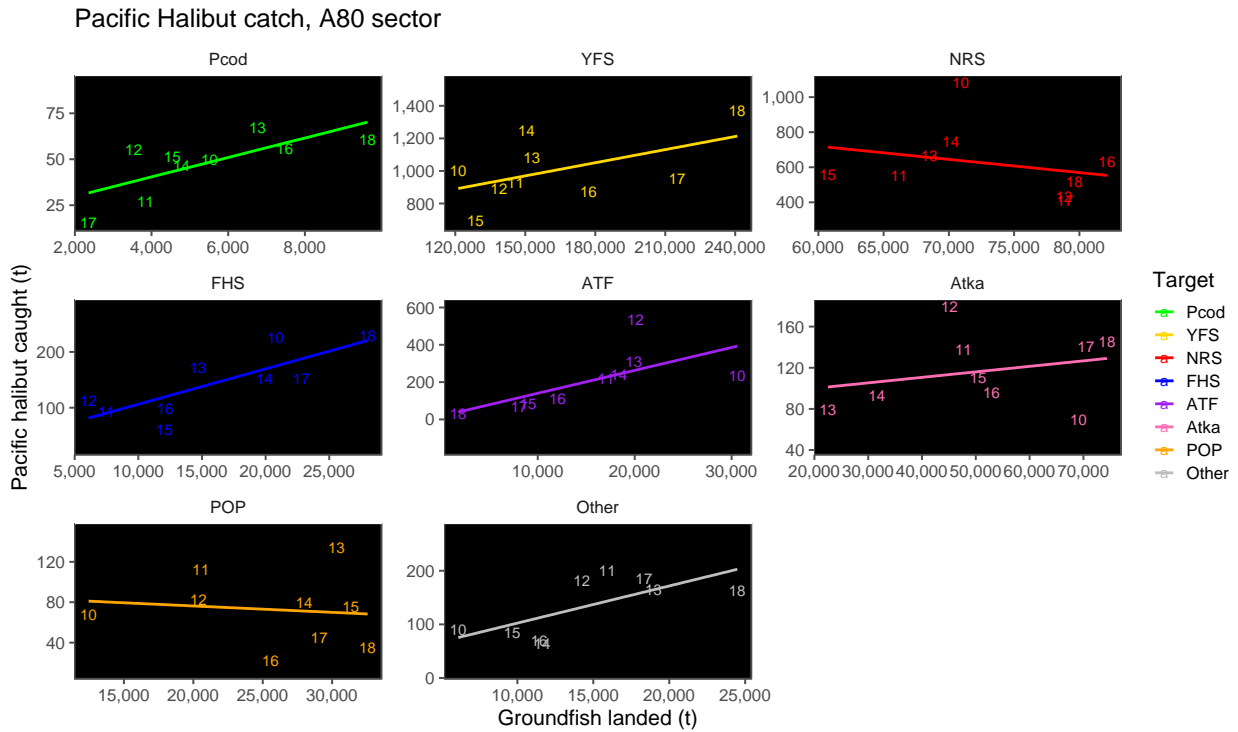 Pacific Halibut catch, A80 sector
Pcod YFS NRS
75
50
25
12 13 15 14 10 16 18 11 17
2,000 4,000 6,000 8,000
1,400
1,200
1,000
800
18 14 13 10 11 12 17 16 15
120,000 150,000 180,000 210,000 240,000
1,000
800
600
400
10 14 13 15 11 16 18 12 17
60,000 65,000 70,000 75,000 80,000
Pacific halibut caught (t)
FHS ATF Atka
200
100
10 18 13 14 17 12 11 16 15
5,000 10,000 15,000 20,000 25,000
600
400
200
0
12 13 14 11 10 16 15 17 18
10,000 20,000 30,000
160
120
80
40
12 11 17 18 15 16 14 13 10
20,000 30,000 40,000 50,000 60,000 70,000
Target
a Pcod
a YFS
a NRS
a FHS
a ATF
a Atka
a POP
a Other
POP Other
120
80
40
13 11 12 14 15 10 17 18 16
15,000 20,000 25,000 30,000
200
100
0
11 17 12 13 18 10 15 16 14
10,000 15,000 20,000 25,000
Groundfish landed (t)